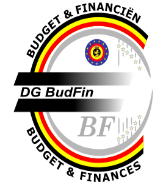 BUDGET & FINANCIËN
DG BudFin
BF
BUDGET & FINANCES